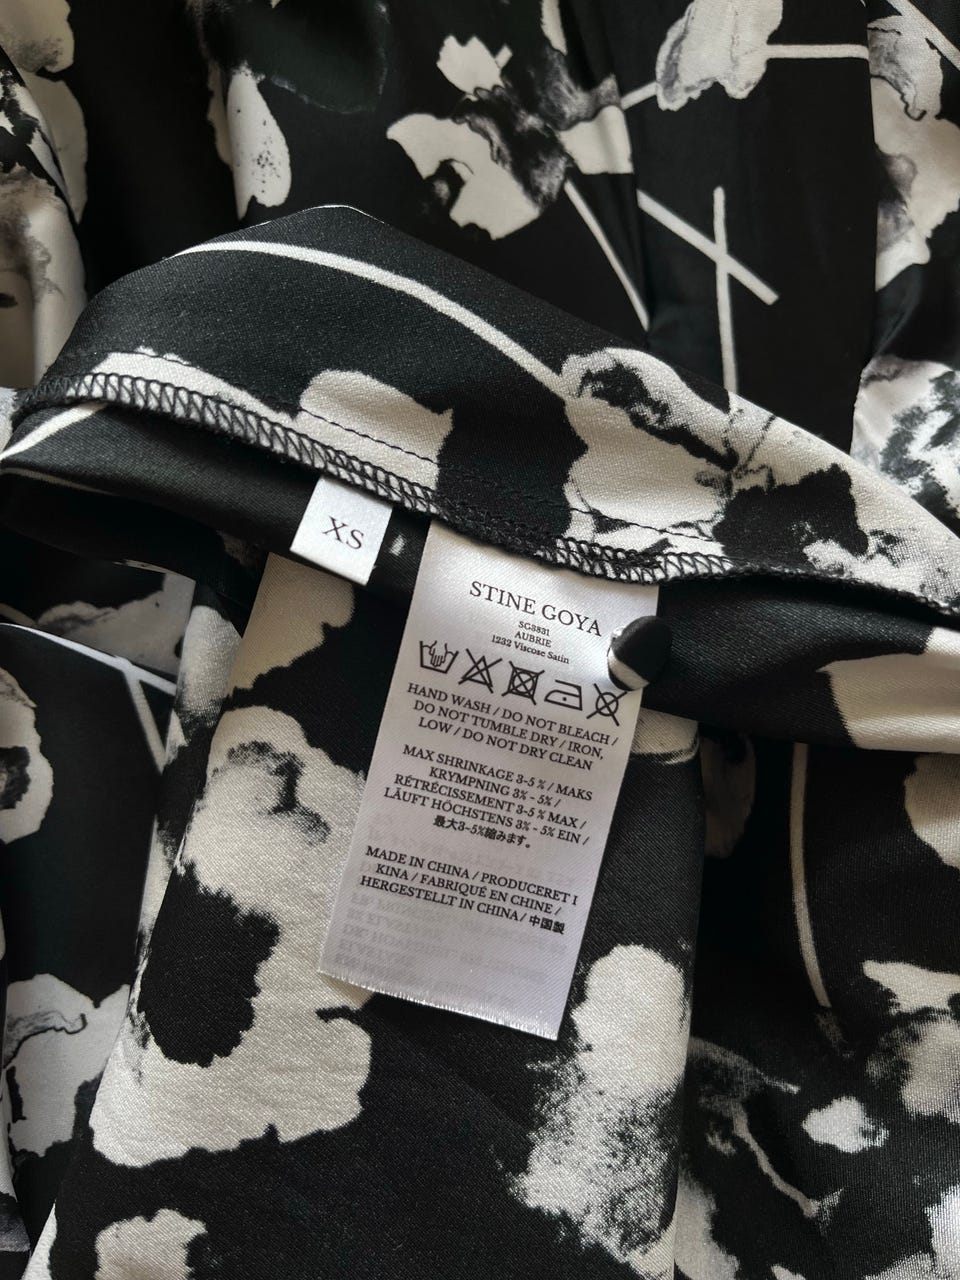 XS
STINE GOYA
SG3831
AUBRIE
1232 Viscose Satin
HAND WASH / DO NOT BLEACH /
DO NOT TUMBLE DRY / IRON,
LOW / DO NOT DRY CLEAN
MAX SHRINKAGE 3-5 % / MAKS
KRYMPNING 3% - 5% /
RÉTRÉCISSEMENT 3-5 % MAX /
LÄUFT HÖCHSTENS 3% - 5% EIN /
最大3~5%縮みます。
MADE IN CHINA / PRODUCERET I
KINA / FABRIQUÉ EN CHINE /
HERGESTELLT IN CHINA / 中国製